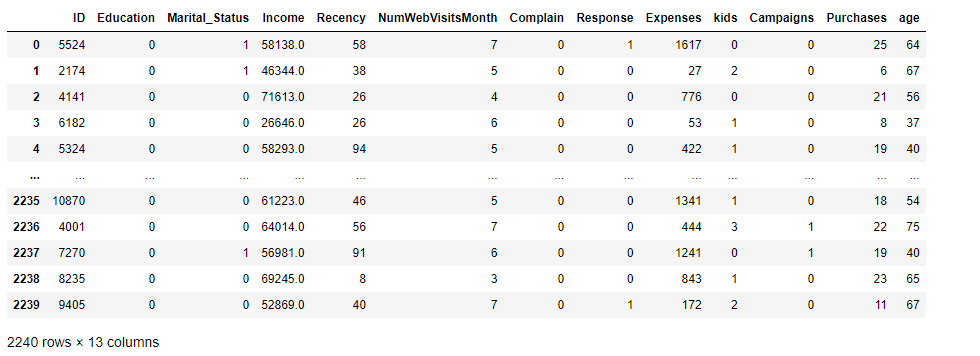 ID Education Marital_Status Income Recency NumWebVisitsMonth Complain Response Expenses kids Campaigns Purchases age
0 5524 0 1 58138.0 58 7 0 1 1617 0 0 25 64
1 2174 0 1 46344.0 38 5 0 0 27 2 0 6 67
2 4141 0 0 71613.0 26 4 0 0 776 0 0 21 56
3 6182 0 0 26646.0 26 6 0 0 53 1 0 8 37
4 5324 0 0 58293.0 94 5 0 0 422 1 0 19 40
... ... ... ... ... ... ... ... ... ... ... ... ... ...
2235 10870 0 0 61223.0 46 5 0 0 1341 1 0 18 54
2236 4001 0 0 64014.0 56 7 0 0 444 3 1 22 75
2237 7270 0 1 56981.0 91 6 0 0 1241 0 1 19 40
2238 8235 0 0 69245.0 8 3 0 0 843 1 0 23 65
2239 9405 0 0 52869.0 40 7 0 1 172 2 0 11 67
2240 rows × 13 columns